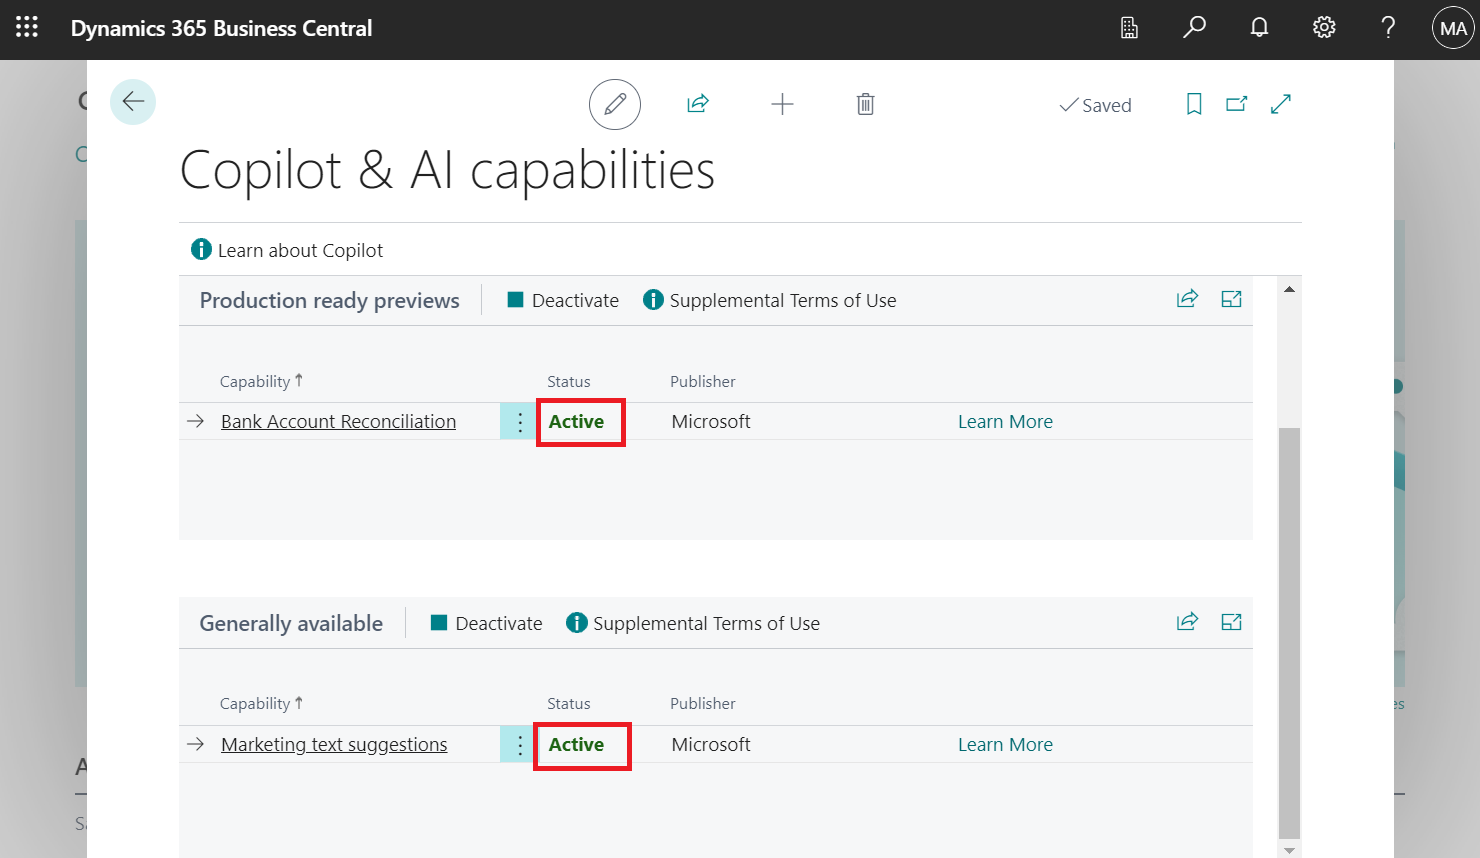 Dynamics 365 Business Central
MA
Saved
Copilot & AI capabilities
Learn about Copilot
Production ready previews
Deactivate
Supplemental Terms of Use
Capability
Status
Publisher
Bank Account Reconciliation
Active
Microsoft
Learn More
Generally available
Deactivate
Supplemental Terms of Use
Capability
Status
Publisher
Marketing text suggestions
Active
Microsoft
Learn More